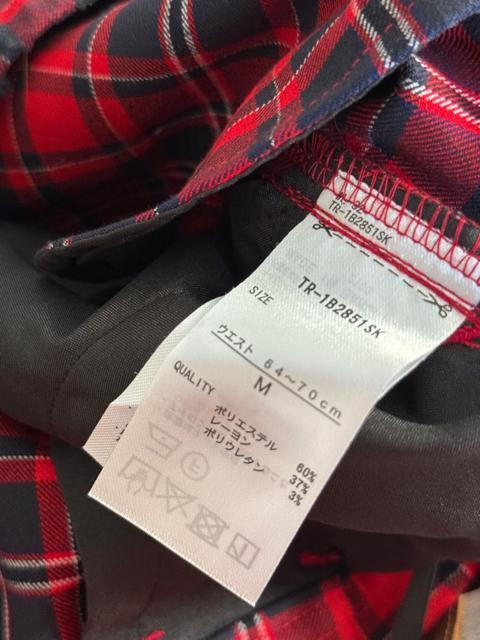 TR-1B2851SK
TR-1B2851SK
SIZE
ウエスト 64～70cm
M
QUALITY
ポリエステル 60%
レーヨン 37%
ポリウレタン 3%